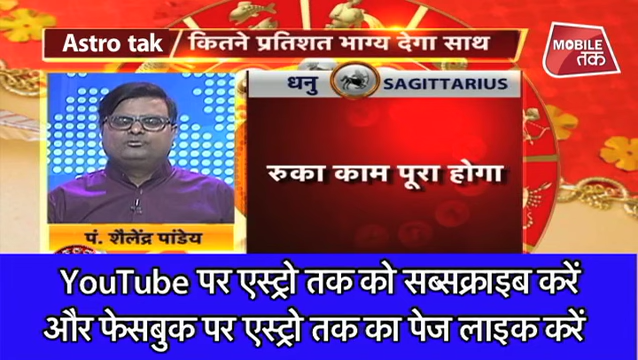 Astro tak
कितने प्रतिशत भाग्य देगा साथ
MOBILE
तक
धनु
SAGITTARIUS
रुका काम पूरा होगा
पं. शैलेंद्र पांडेय
YouTube पर एस्ट्रो तक को सब्सक्राइब करें
और फेसबुक पर एस्ट्रो तक का पेज लाइक करें